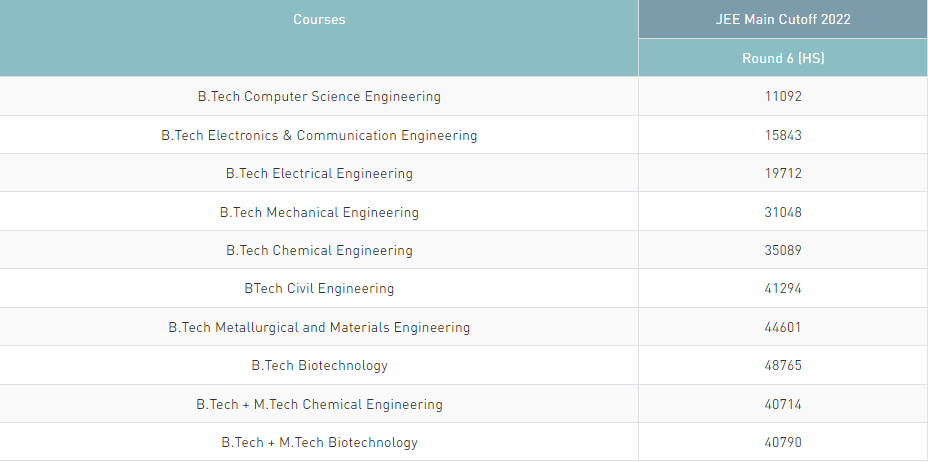 Courses
JEE Main Cutoff 2022
Round 6 (HS)
B.Tech Computer Science Engineering 11092
B.Tech Electronics & Communication Engineering 15843
B.Tech Electrical Engineering 19712
B.Tech Mechanical Engineering 31048
B.Tech Chemical Engineering 35089
BTech Civil Engineering 41294
B.Tech Metallurgical and Materials Engineering 44601
B.Tech Biotechnology 48765
B.Tech + M.Tech Chemical Engineering 40714
B.Tech + M.Tech Biotechnology 40790